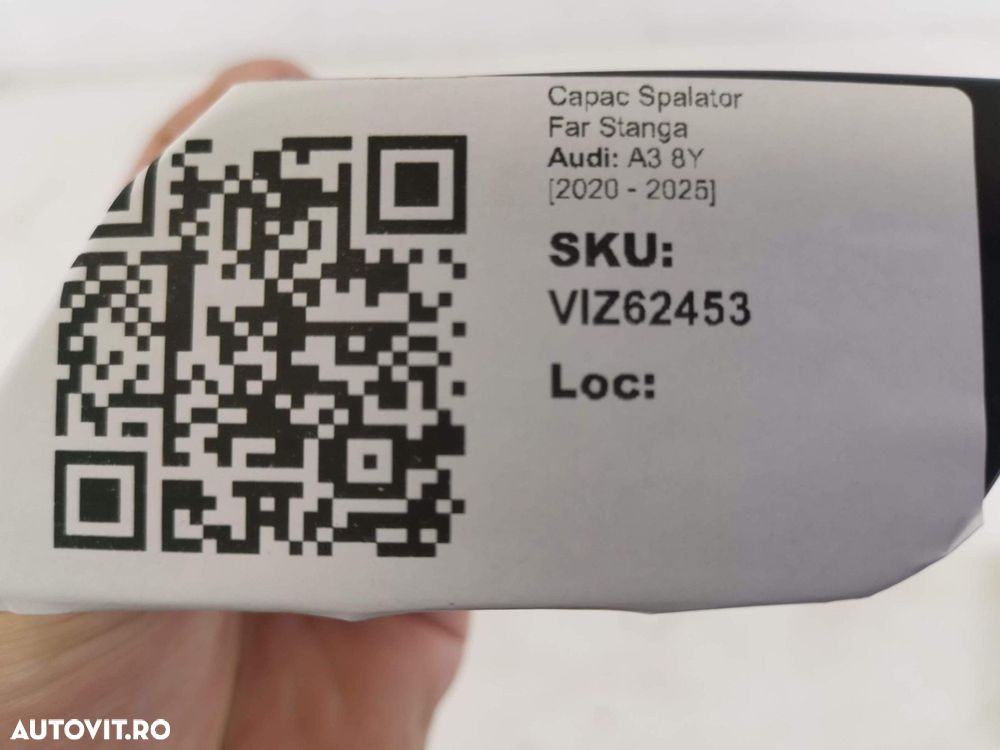 Capac Spalator
Far Stanga
Audi: A3 8Y
[2020 - 2025]
SKU:
VIZ62453
Loc:
AUTOVIT.RO